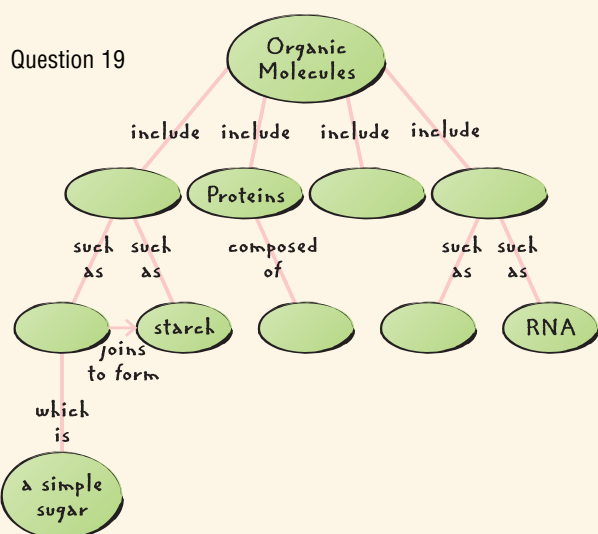 Question 19
Organic
Molecules
include include include include
Proteins
such such composed such such
as as of as as
starch RNA
joins
to form
which
is
a simple
sugar